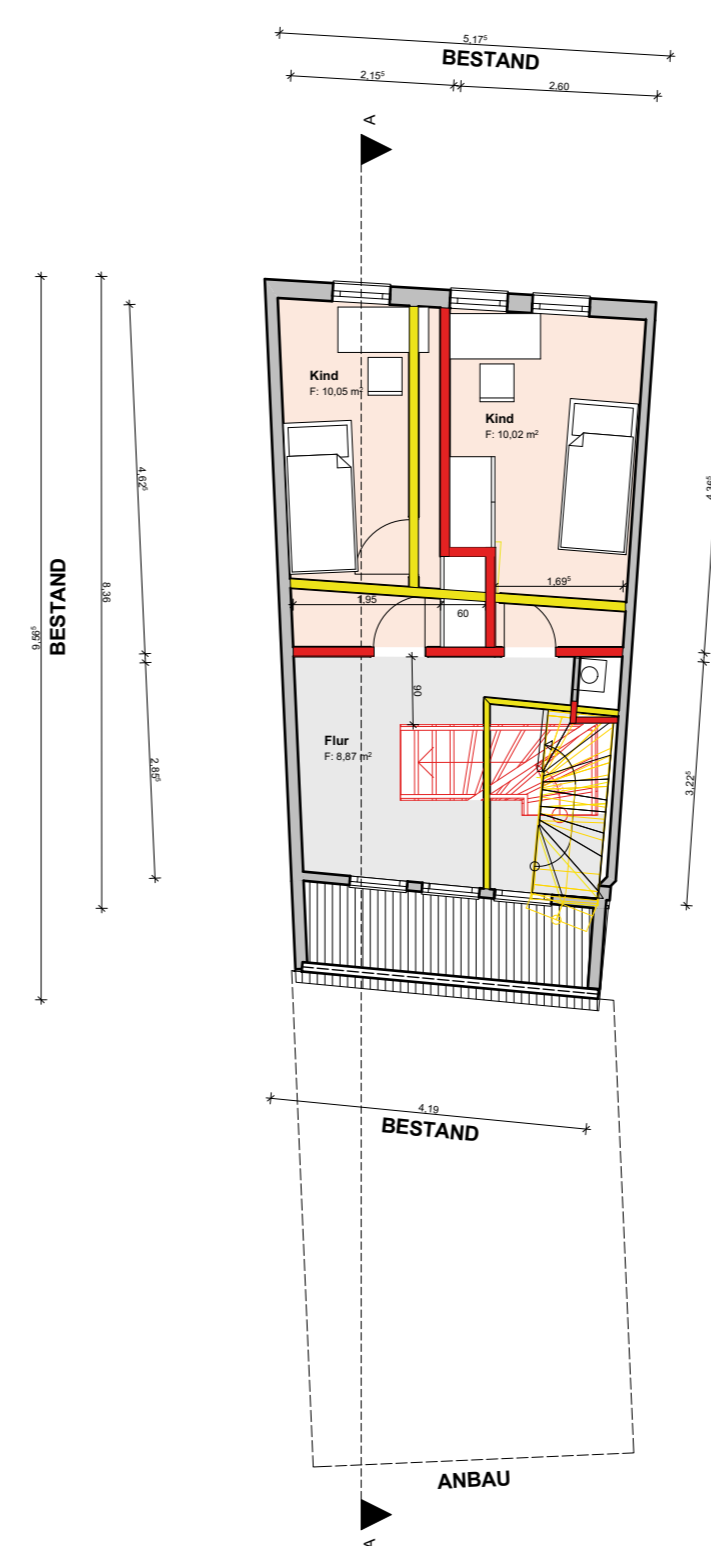 5,17⁵
BESTAND
2,15⁵
2,60
A
Kind
F: 10,05 m²
Kind
F: 10,02 m²
4,62⁵
4,36⁵
8,36
9,56⁵
BESTAND
1,69⁵
1,95
60
90
Flur
F: 8,87 m²
2,85⁵
3,22⁵
4,19
BESTAND
ANBAU
A